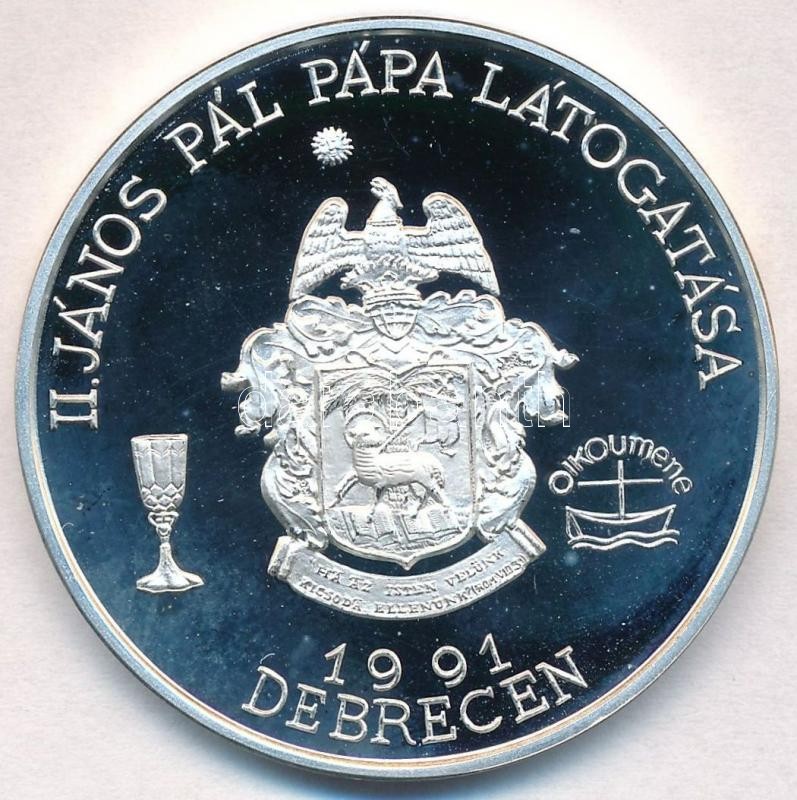 II. JÁNOS PÁL PÁPA LÁTOGATÁSA
OIKOUMENE
HA AZ ISTEN VELÜNK
KICSODA ELLENÜNK?
1991
DEBRECEN